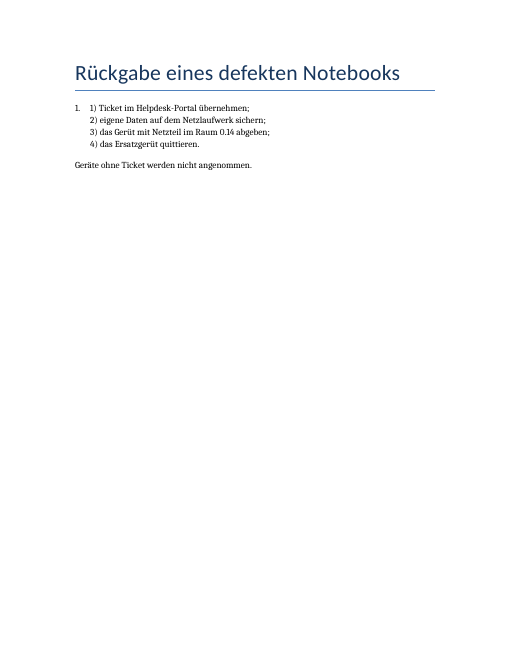 Rückgabe eines defekten Notebooks
1. 1) Ticket im Helpdesk-Portal übernehmen;
2) eigene Daten auf dem Netzlaufwerk sichern;
3) das Gerät mit Netzteil im Raum 0.14 abgeben;
4) das Ersatzgerät quittieren.
Geräte ohne Ticket werden nicht angenommen.